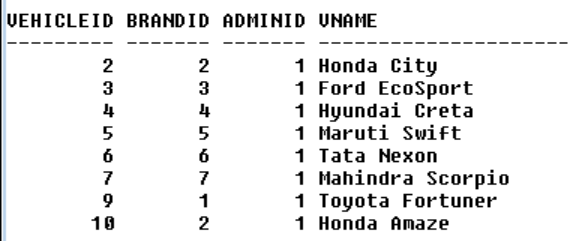 VEHICLEID BRANDID ADMINID VNAME
--------- ------- ------- --------------------
2 2 1 Honda City
3 3 1 Ford EcoSport
4 4 1 Hyundai Creta
5 5 1 Maruti Swift
6 6 1 Tata Nexon
7 7 1 Mahindra Scorpio
9 1 1 Toyota Fortuner
10 2 1 Honda Amaze